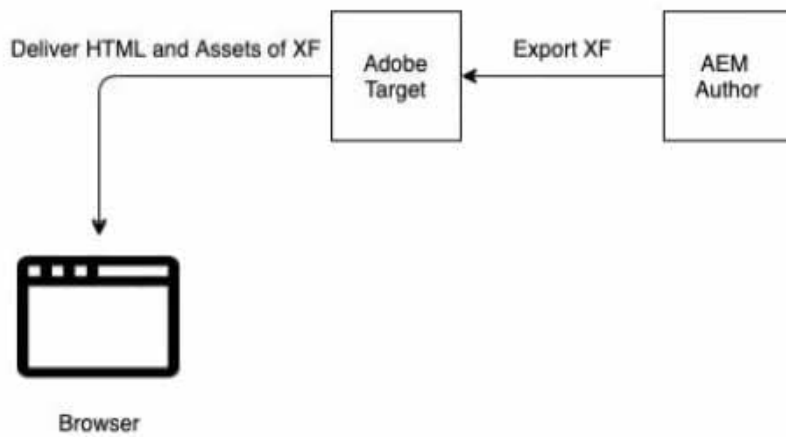 Deliver HTML and Assets of XF
Adobe
Target
Export XF
AEM
Author
Browser